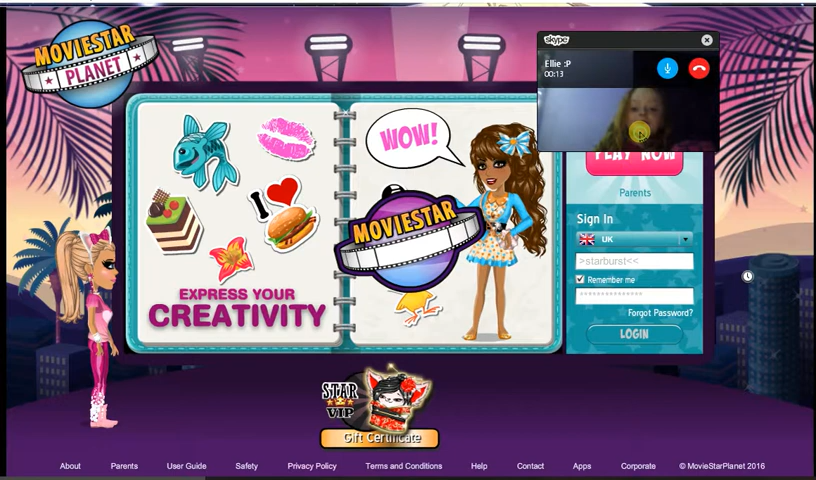 MOVIESTAR
PLANET
skype
Ellie :P
00:13
WOW!
I
MOVIESTAR
EXPRESS YOUR
CREATIVITY
PLAY NOW
Parents
Sign In
UK
>starburst<<
Remember me
***************
Forgot Password?
LOGIN
STAR
VIP
Gift Certificate
About
Parents
User Guide
Safety
Privacy Policy
Terms and Conditions
Help
Contact
Apps
Corporate
© MovieStarPlanet 2016